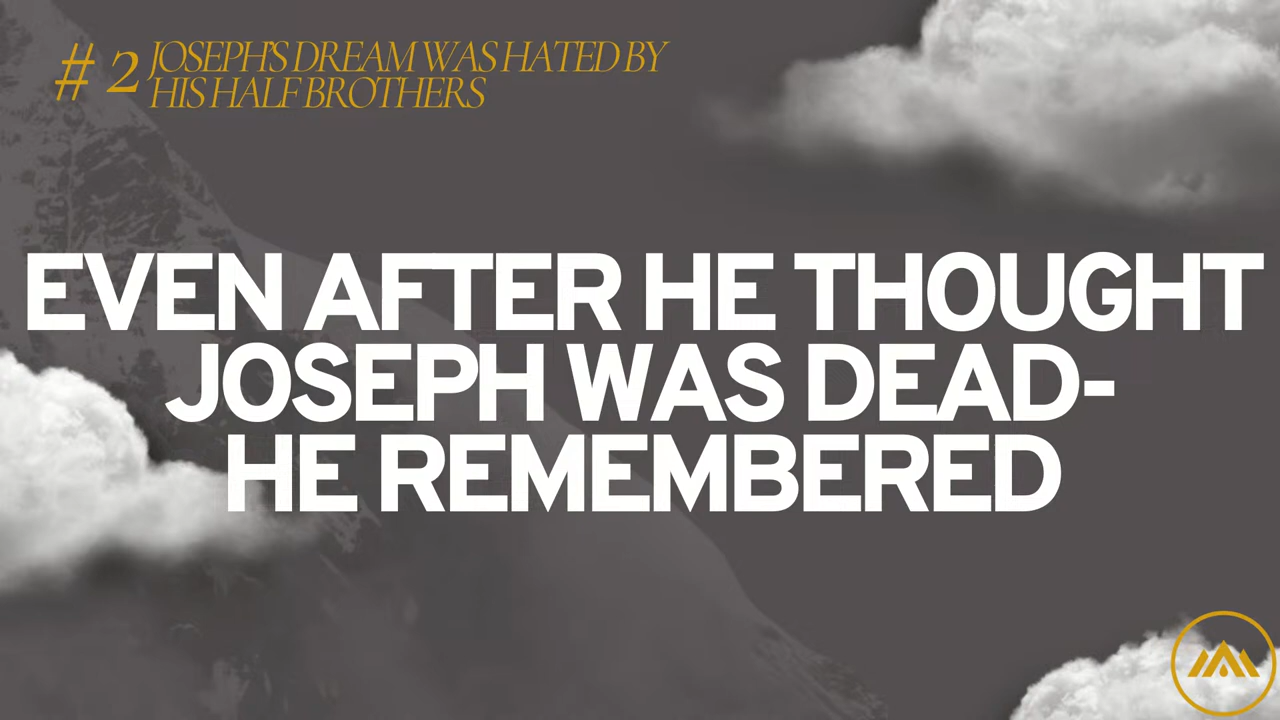 # 2 JOSEPH'S DREAM WAS HATED BY
HIS HALF BROTHERS
EVEN AFTER HE THOUGHT
JOSEPH WAS DEAD-
HE REMEMBERED